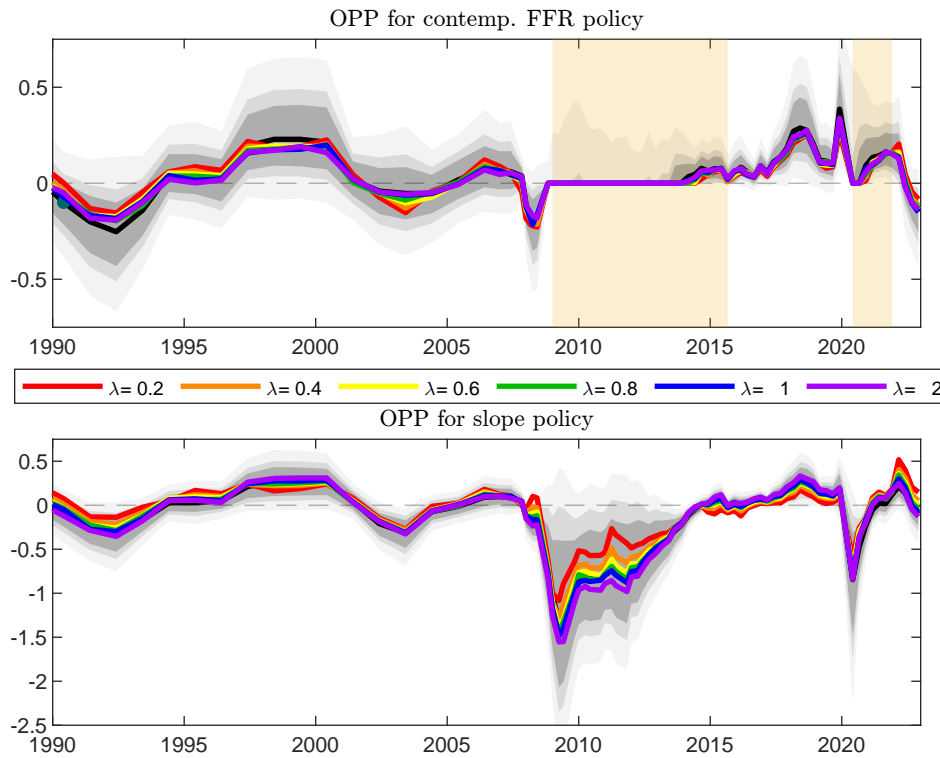 OPP for contemp. FFR policy
0.5
0
-0.5
1990 1995 2000 2005 2010 2015 2020
λ= 0.2 λ= 0.4 λ= 0.6 λ= 0.8 λ= 1 λ= 2
OPP for slope policy
0.5
0
-0.5
-1
-1.5
-2
-2.5
1990 1995 2000 2005 2010 2015 2020